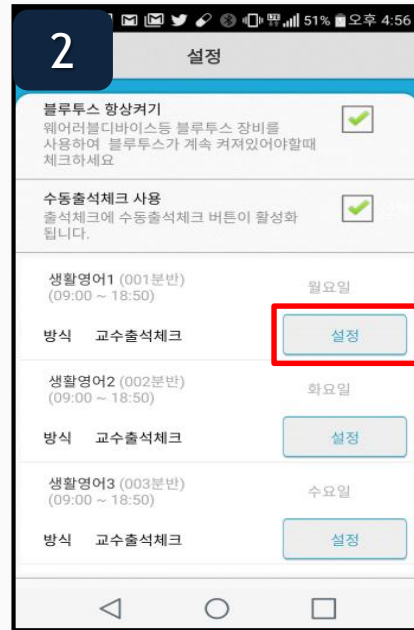 2
51% 오후 4:56
설정
블루투스 항상켜기
웨어러블디바이스등 블루투스 장비를
사용하여 블루투스가 계속 켜져있어야할때
체크하세요
수동출석체크 사용
출석체크에 수동출석체크 버튼이 활성화
됩니다.
생활영어1 (001분반)
(09:00 ~ 18:50)
월요일
방식 교수출석체크
설정
생활영어2 (002분반)
(09:00 ~ 18:50)
화요일
방식 교수출석체크
설정
생활영어3 (003분반)
(09:00 ~ 18:50)
수요일
방식 교수출석체크
설정